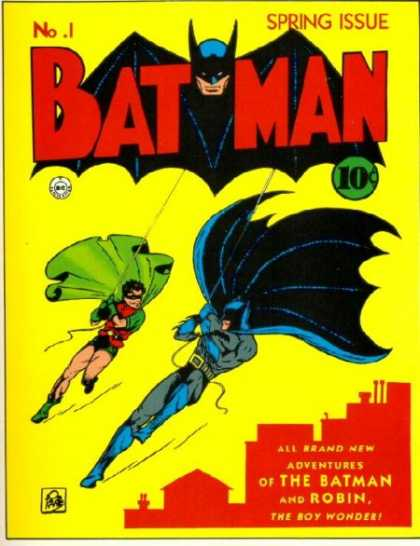 No. 1
SPRING ISSUE
BATMAN
10¢
ALL BRAND NEW
ADVENTURES
OF THE BATMAN
AND ROBIN,
THE BOY WONDER!